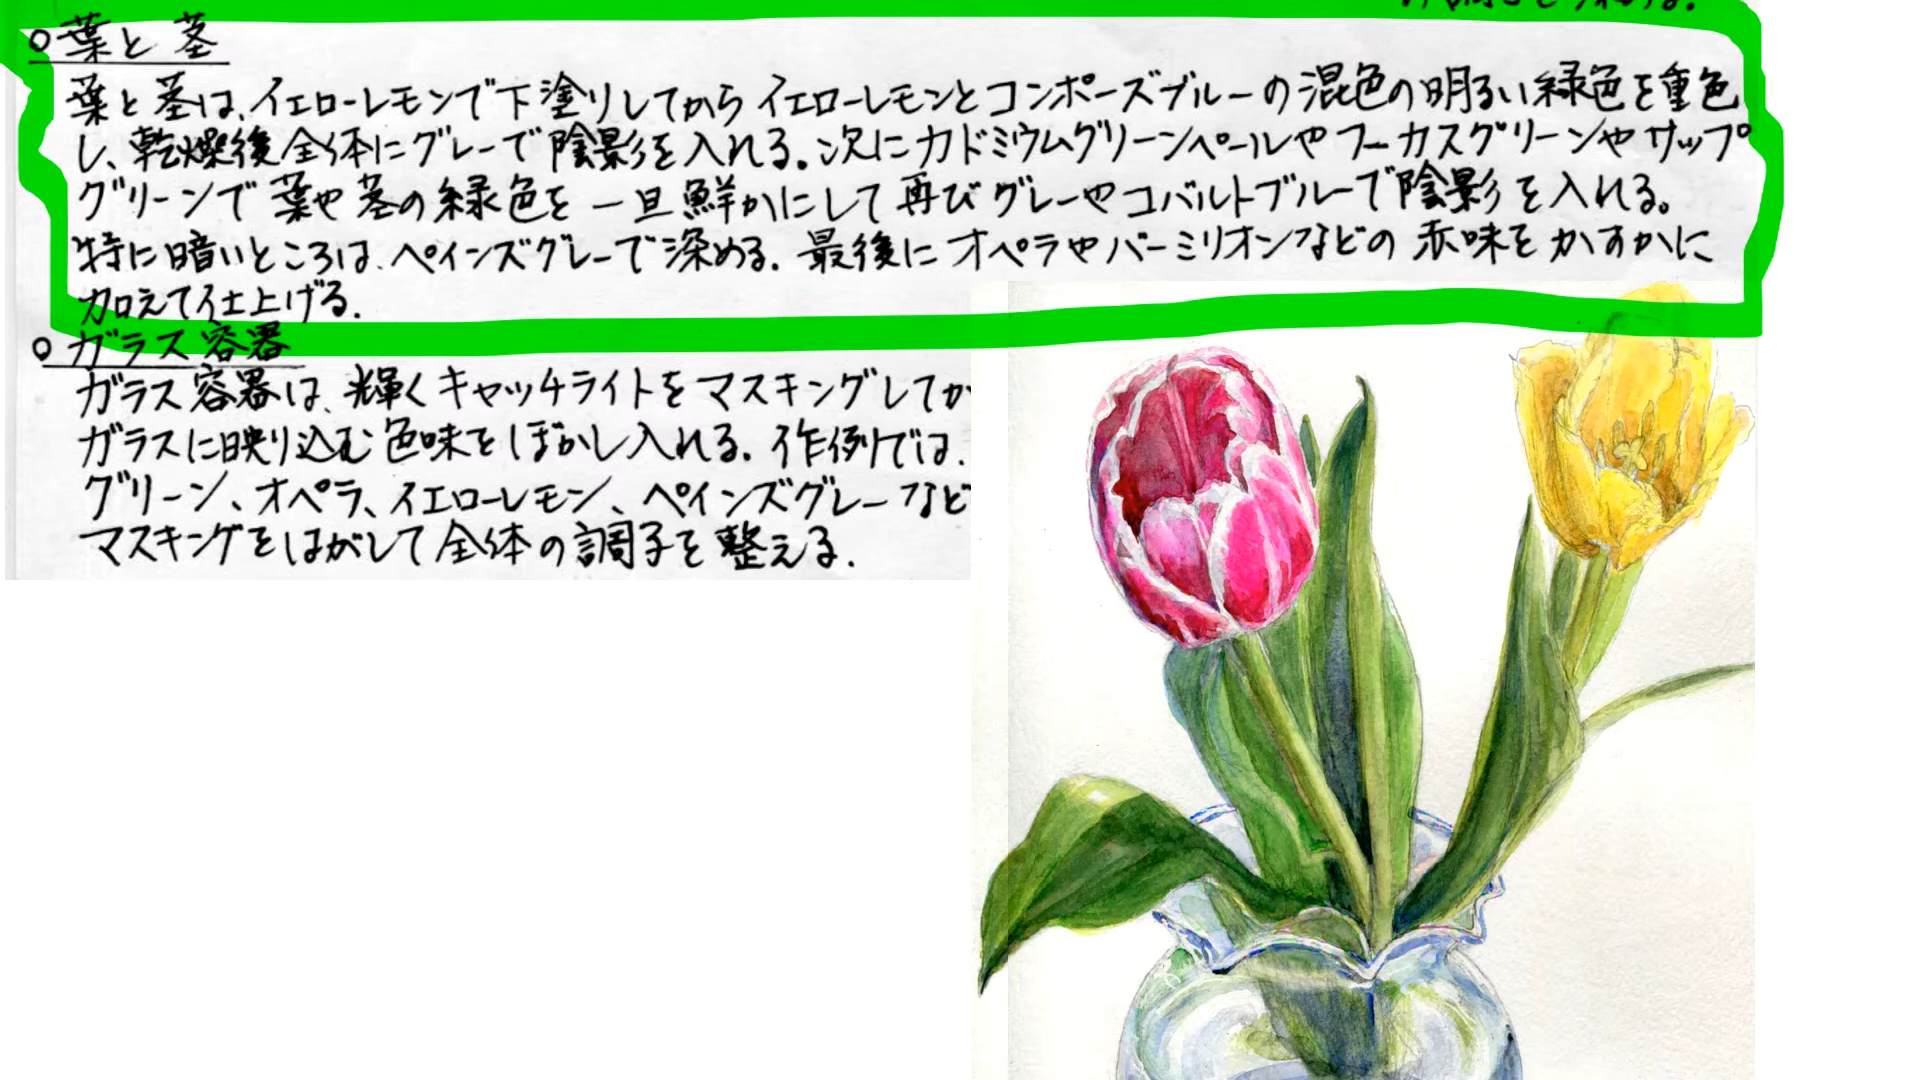 ○葉と茎
葉と茎は、イエローレモンで下塗りしてからイエローレモンとコンポーズブルーの混色の明るい緑色を重色
し、乾燥後全体にグレーで陰影を入れる。次にカドミウムグリーンペールやフーカスグリーンやサップ
グリーンで葉や茎の緑色を一旦鮮かにして再びグレーやコバルトブルーで陰影を入れる。
特に暗いところは、ペインズグレーで深める。最後にオペラやバーミリオンなどの赤味をかすかに
加えて仕上げる。
○ガラス容器
ガラス容器は、輝くキャッチライトをマスキングしてか
ガラスに映り込む色味をぼかし入れる。作例では、
グリーン、オペラ、イエローレモン、ペインズグレーなど
マスキングをはがして全体の調子を整える。